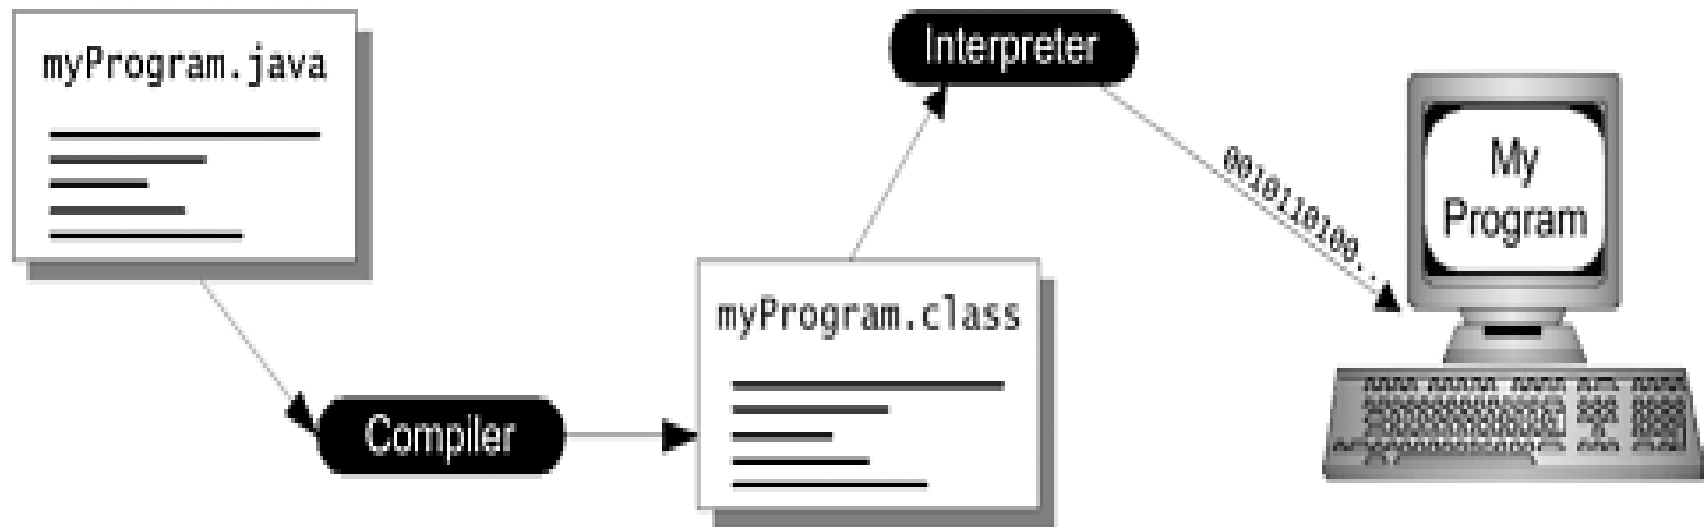 myProgram.java
Compiler
myProgram.class
Interpreter
0010110100...
My
Program